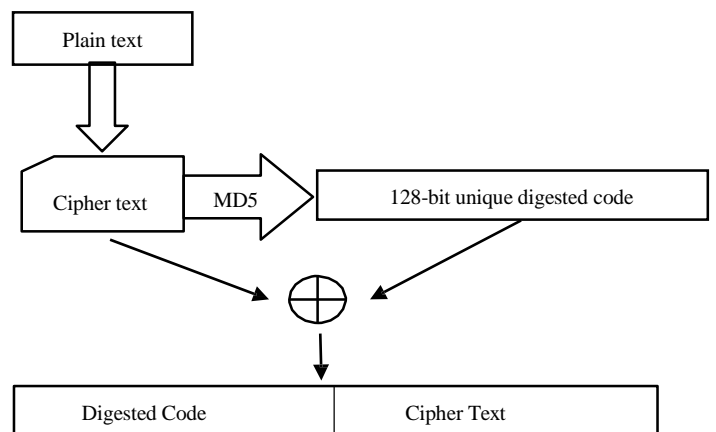 Plain text
Cipher text
MD5
128-bit unique digested code
Digested Code
Cipher Text